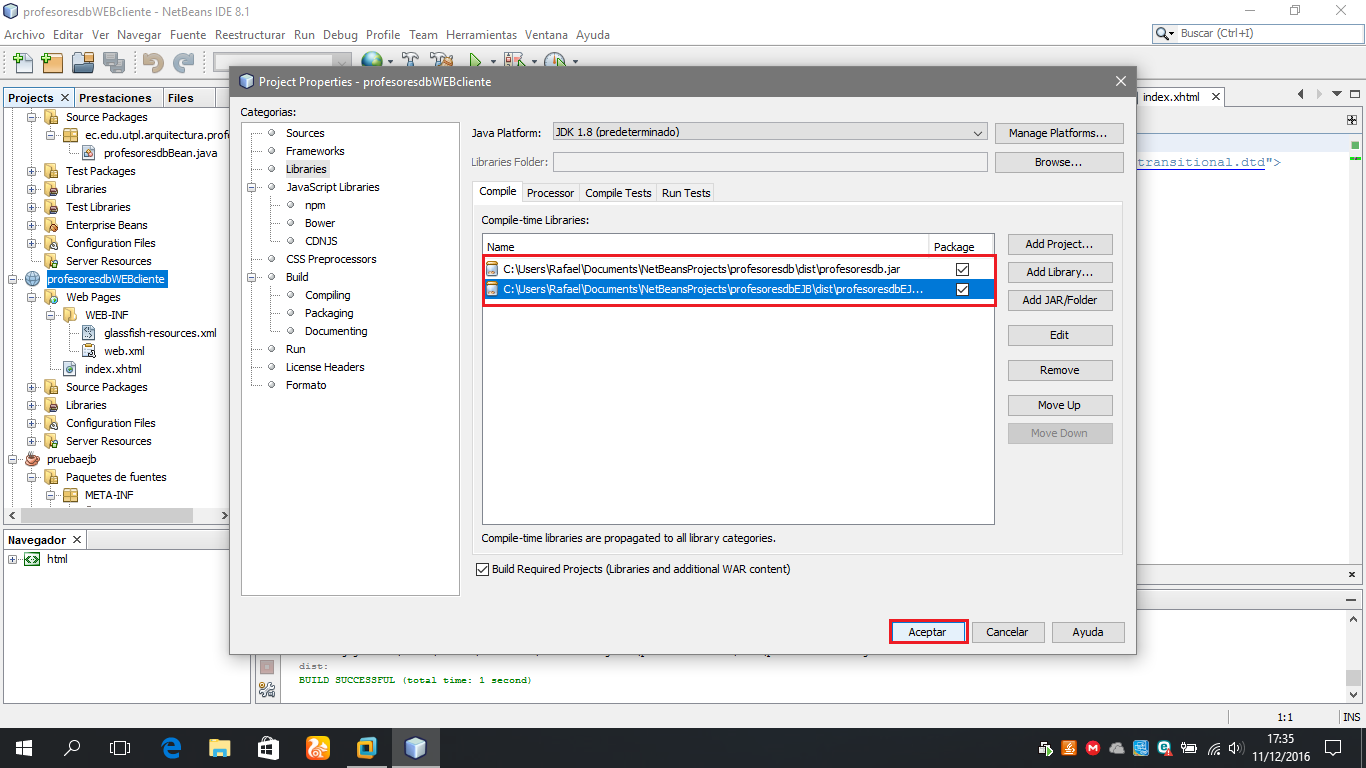 profesoresdbWEBcliente - NetBeans IDE 8.1
Archivo Editar Ver Navegar Fuente Reestructurar Run Debug Profile Team Herramientas Ventana Ayuda
Buscar (Ctrl+I)
Projects
Prestaciones
Files
Source Packages
ec.edu.utpl.arquitectura.profe
profesoresdbBean.java
Test Packages
Libraries
Test Libraries
Enterprise Beans
Configuration Files
Server Resources
profesoresdbWEBcliente
Web Pages
WEB-INF
glassfish-resources.xml
web.xml
index.xhtml
Source Packages
Libraries
Configuration Files
Server Resources
pruebaejb
Paquetes de fuentes
META-INF
Navegador
html
Project Properties - profesoresdbWEBcliente
Categorias:
Sources
Frameworks
Libraries
JavaScript Libraries
npm
Bower
CDNJS
CSS Preprocessors
Build
Compiling
Packaging
Documenting
Run
License Headers
Formato
Java Platform:
JDK 1.8 (predeterminado)
Manage Platforms...
Libraries Folder:
Browse...
Compile
Processor
Compile Tests
Run Tests
Compile-time Libraries:
Name
Package
C:\Users\Rafael\Documents\NetBeansProjects\profesoresdb\dist\profesoresdb.jar
C:\Users\Rafael\Documents\NetBeansProjects\profesoresdbEJB\dist\profesoresdbEJ...
Add Project...
Add Library...
Add JAR/Folder
Edit
Remove
Move Up
Move Down
Compile-time libraries are propagated to all library categories.
Build Required Projects (Libraries and additional WAR content)
Aceptar
Cancelar
Ayuda
index.xhtml
transitional.dtd">
dist:
BUILD SUCCESSFUL (total time: 1 second)
1:1
INS
17:35
11/12/2016